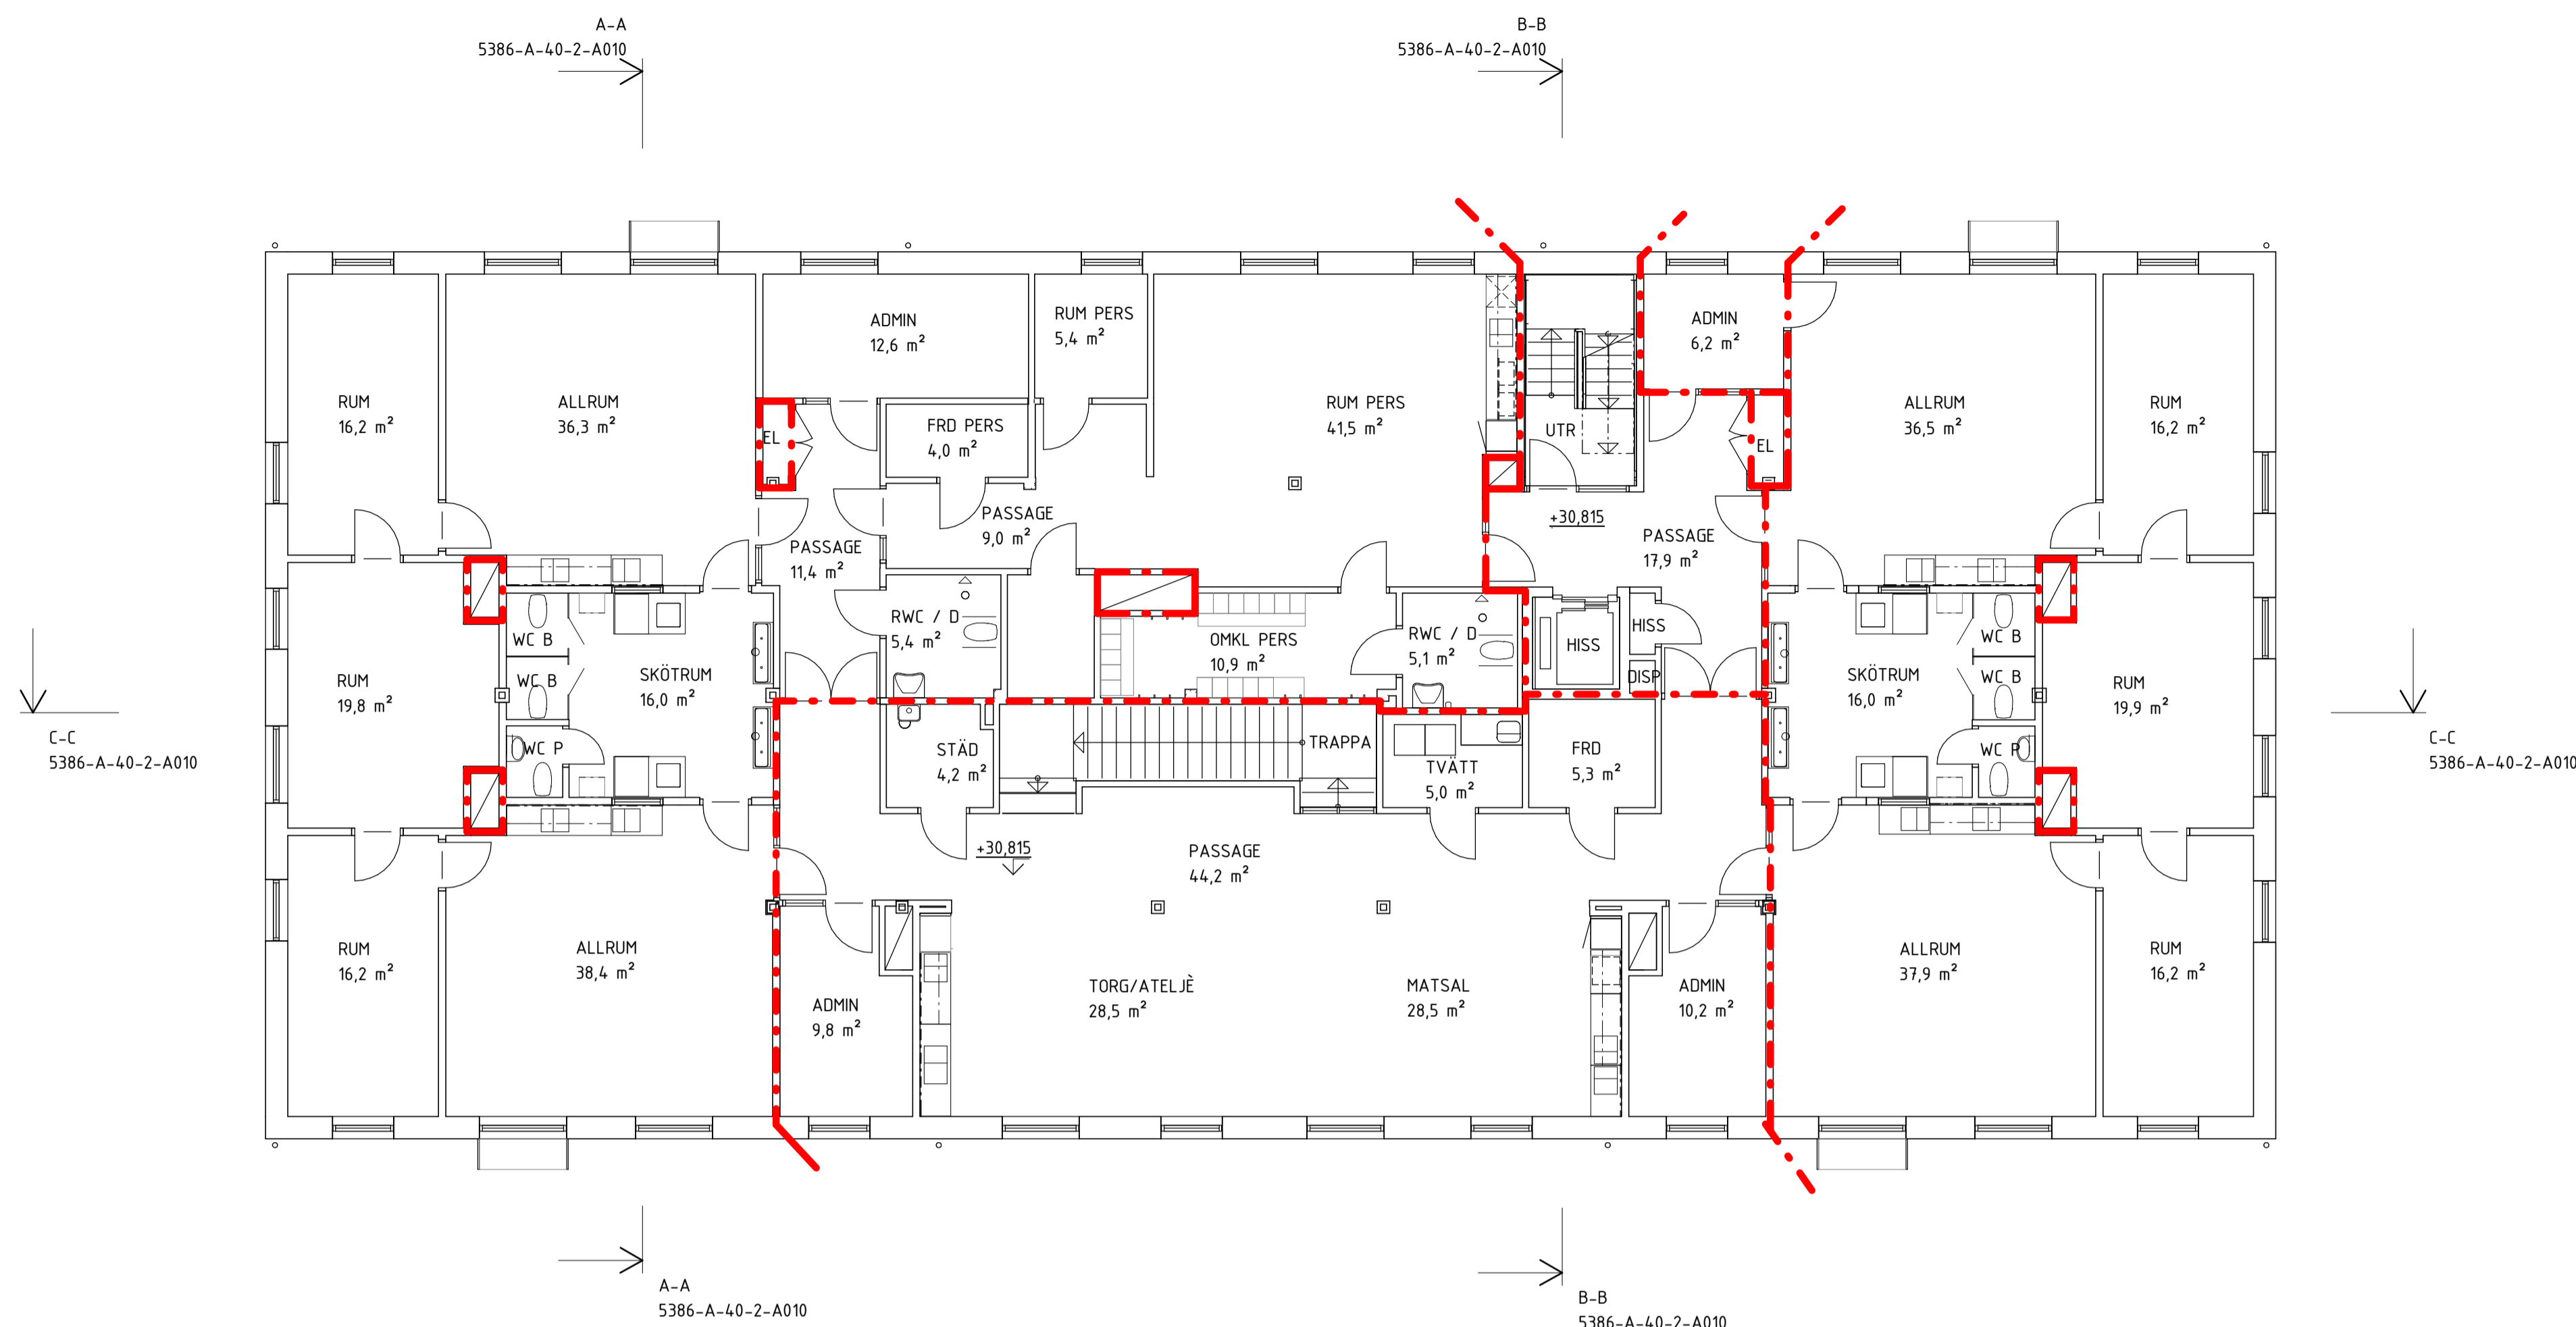 A-A
5386-A-40-2-A010
B-B
5386-A-40-2-A010
RUM
16,2 m²
ALLRUM
36,3 m²
ADMIN
12,6 m²
RUM PERS
5,4 m²
EL
FRD PERS
4,0 m²
RUM PERS
41,5 m²
UTR
ADMIN
6,2 m²
EL
ALLRUM
36,5 m²
RUM
16,2 m²
PASSAGE
11,4 m²
PASSAGE
9,0 m²
+30,815
PASSAGE
17,9 m²
RUM
19,8 m²
WC B
WC B
WC P
SKÖTRUM
16,0 m²
RWC / D
5,4 m²
OMKL PERS
10,9 m²
RWC / D
5,1 m²
HISS
HISS
DISP
SKÖTRUM
16,0 m²
WC B
WC B
WC P
RUM
19,9 m²
C-C
5386-A-40-2-A010
STÄD
4,2 m²
TRAPPA
TVÄTT
5,0 m²
FRD
5,3 m²
C-C
5386-A-40-2-A010
+30,815
PASSAGE
44,2 m²
RUM
16,2 m²
ALLRUM
38,4 m²
ADMIN
9,8 m²
TORG/ATELJÈ
28,5 m²
MATSAL
28,5 m²
ADMIN
10,2 m²
ALLRUM
37,9 m²
RUM
16,2 m²
A-A
5386-A-40-2-A010
B-B
5386-A-40-2-A010